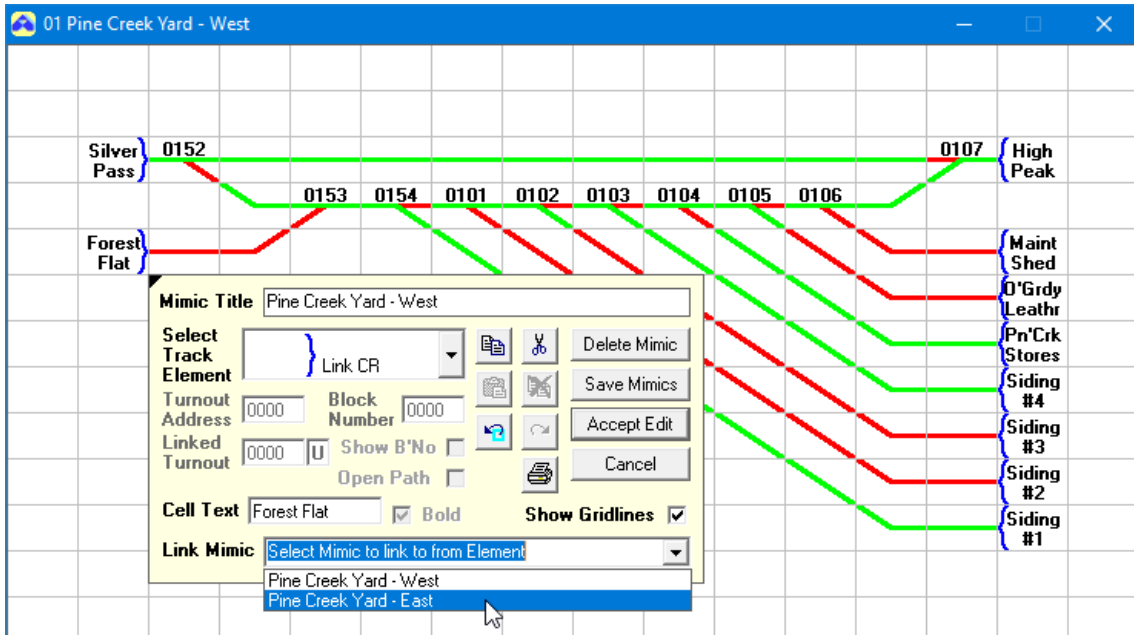 01 Pine Creek Yard - West
Silver
Pass
0152
0107
High
Peak
0153 0154 0101 0102 0103 0104 0105 0106
Forest
Flat
Maint
Shed
O'Grdy
Leathr
Pn'Crk
Stores
Siding
#4
Siding
#3
Siding
#2
Siding
#1
Mimic Title Pine Creek Yard - West
Select
Track
Element
Link CR
Delete Mimic
Turnout
Address 0000
Block
Number 0000
Save Mimics
Linked
Turnout 0000 U
Show B'No
Accept Edit
Open Path
Cancel
Cell Text Forest Flat
Bold
Show Gridlines
Link Mimic Select Mimic to link to from Element
Pine Creek Yard - West
Pine Creek Yard - East